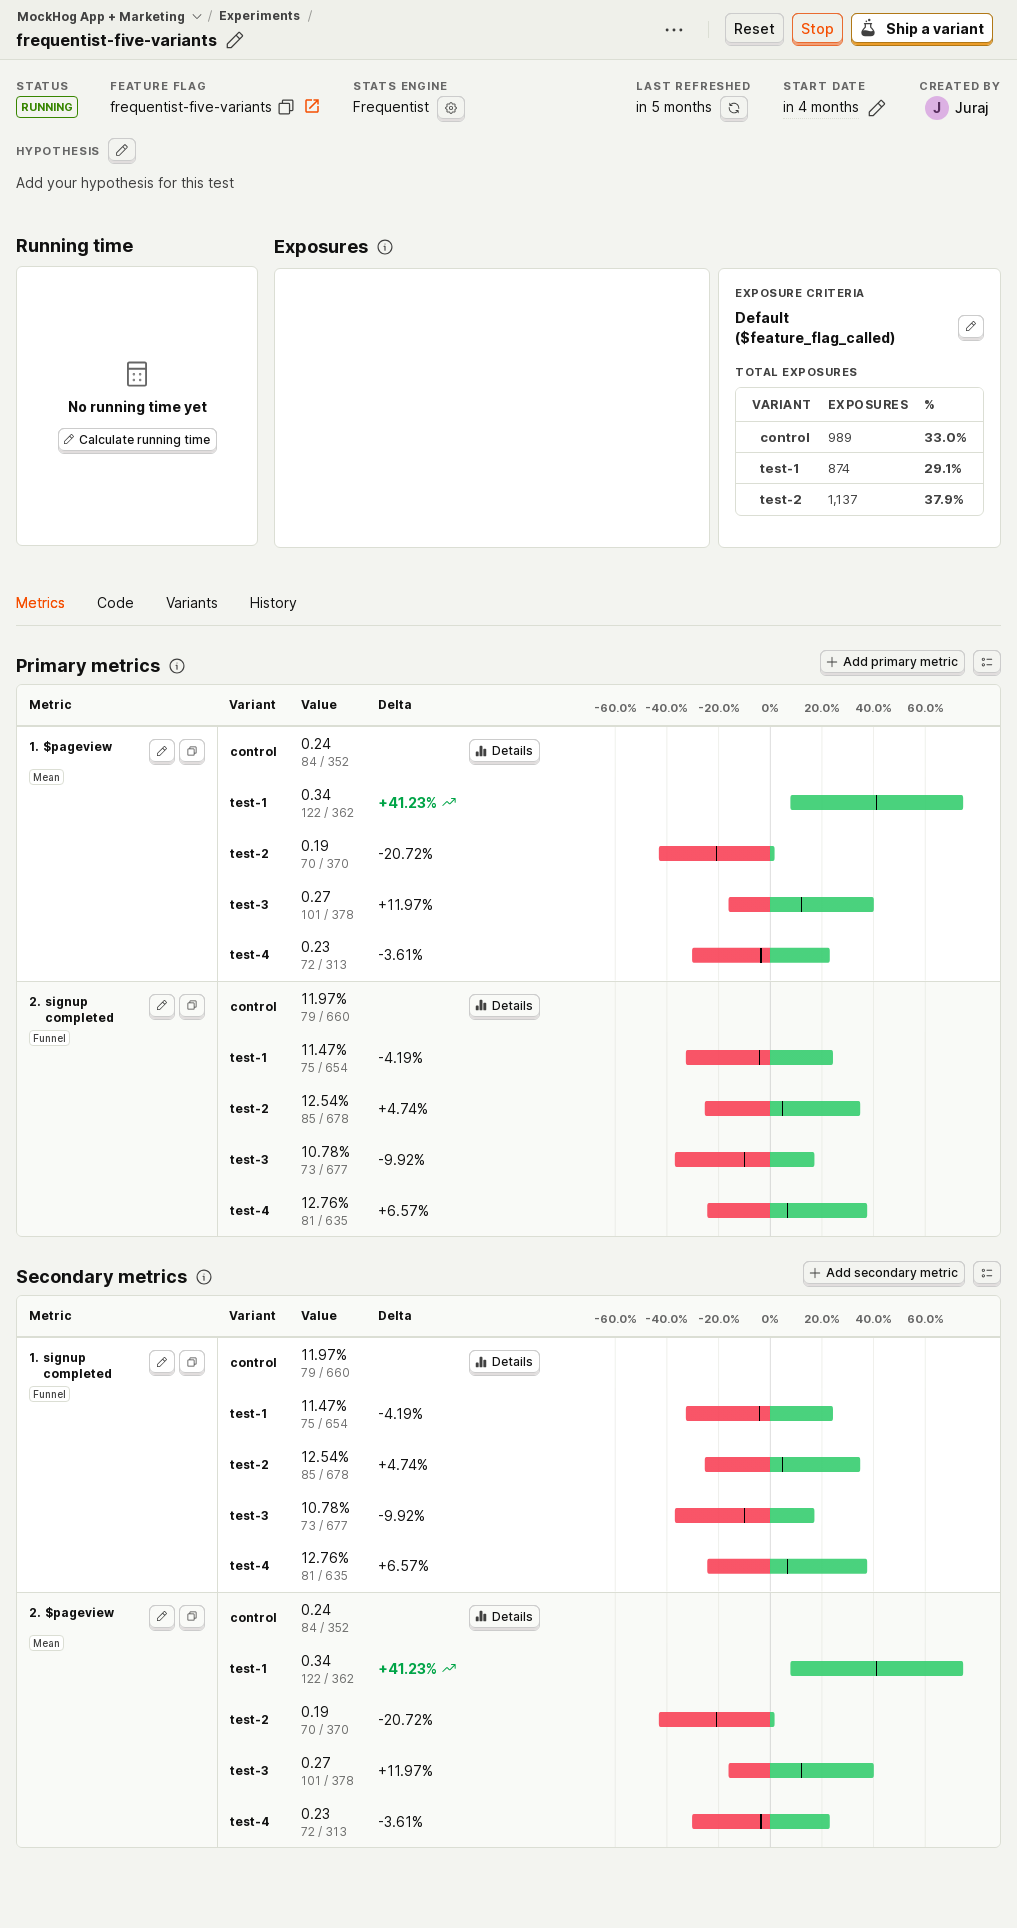 MockHog App + Marketing / Experiments /
frequentist-five-variants
Reset
Stop
Ship a variant
STATUS
RUNNING
FEATURE FLAG
frequentist-five-variants
STATS ENGINE
Frequentist
LAST REFRESHED
in 5 months
START DATE
in 4 months
CREATED BY
J Juraj
HYPOTHESIS
Add your hypothesis for this test
Running time
No running time yet
Calculate running time
Exposures
EXPOSURE CRITERIA
Default
($feature_flag_called)
TOTAL EXPOSURES
VARIANT EXPOSURES %
control 989 33.0%
test-1 874 29.1%
test-2 1,137 37.9%
Metrics Code Variants History
Primary metrics
Add primary metric
Metric Variant Value Delta -60.0% -40.0% -20.0% 0% 20.0% 40.0% 60.0%
1. $pageview
Mean
control 0.24 Details
84 / 352
test-1 0.34 +41.23%
122 / 362
test-2 0.19 -20.72%
70 / 370
test-3 0.27 +11.97%
101 / 378
test-4 0.23 -3.61%
72 / 313
2. signup
completed
Funnel
control 11.97% Details
79 / 660
test-1 11.47% -4.19%
75 / 654
test-2 12.54% +4.74%
85 / 678
test-3 10.78% -9.92%
73 / 677
test-4 12.76% +6.57%
81 / 635
Secondary metrics
Add secondary metric
Metric Variant Value Delta -60.0% -40.0% -20.0% 0% 20.0% 40.0% 60.0%
1. signup
completed
Funnel
control 11.97% Details
79 / 660
test-1 11.47% -4.19%
75 / 654
test-2 12.54% +4.74%
85 / 678
test-3 10.78% -9.92%
73 / 677
test-4 12.76% +6.57%
81 / 635
2. $pageview
Mean
control 0.24 Details
84 / 352
test-1 0.34 +41.23%
122 / 362
test-2 0.19 -20.72%
70 / 370
test-3 0.27 +11.97%
101 / 378
test-4 0.23 -3.61%
72 / 313